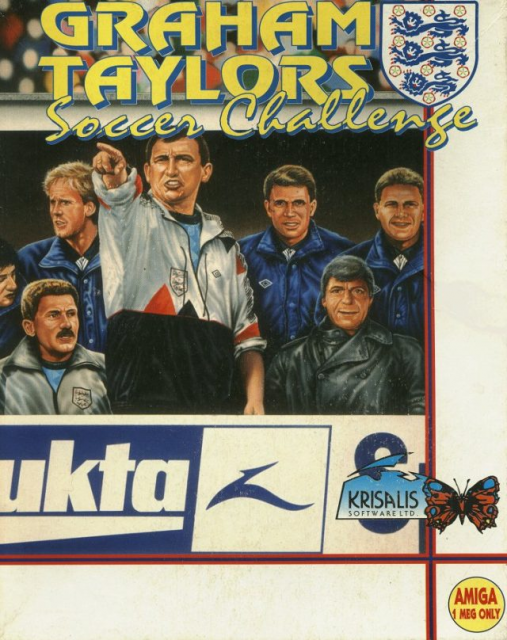 GRAHAM
TAYLORS
Soccer Challenge
ukta
KRISALIS
SOFTWARE LTD.
AMIGA
1 MEG ONLY